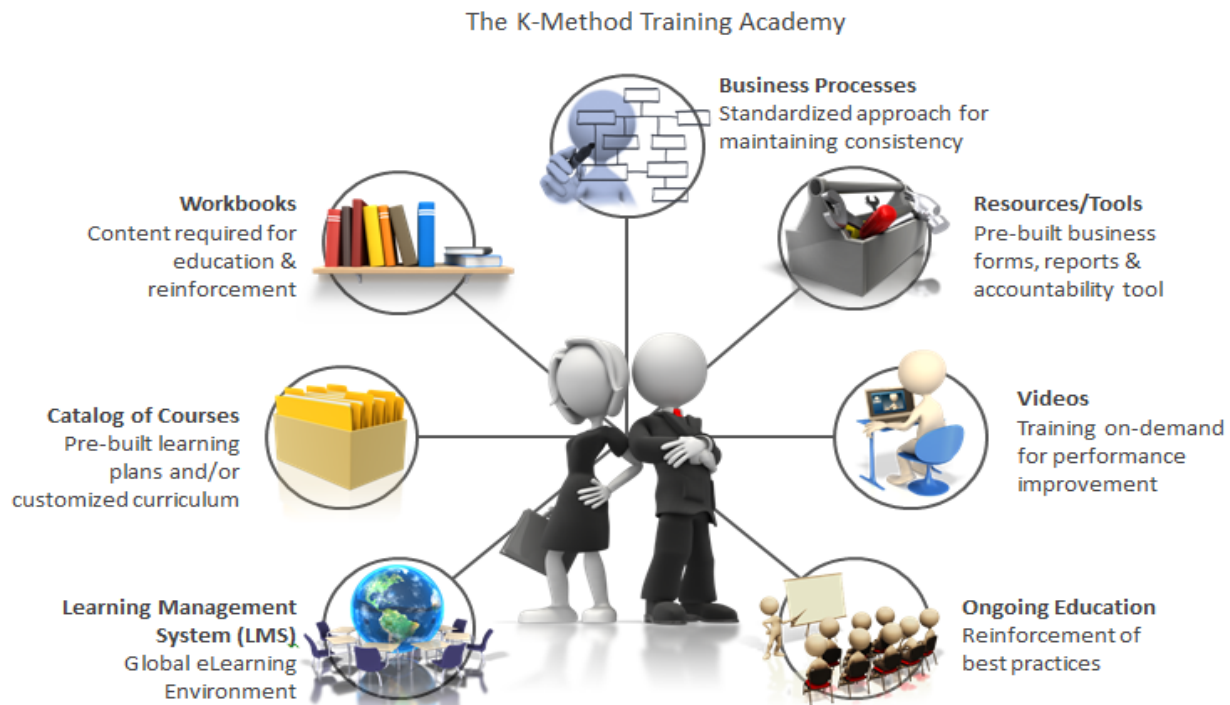 The K-Method Training Academy
Business Processes
Standardized approach for
maintaining consistency
Workbooks
Content required for
education &
reinforcement
Resources/Tools
Pre-built business
forms, reports &
accountability tool
Catalog of Courses
Pre-built learning
plans and/or
customized curriculum
Videos
Training on-demand
for performance
improvement
Learning Management
System (LMS)
Global eLearning
Environment
Ongoing Education
Reinforcement of
best practices